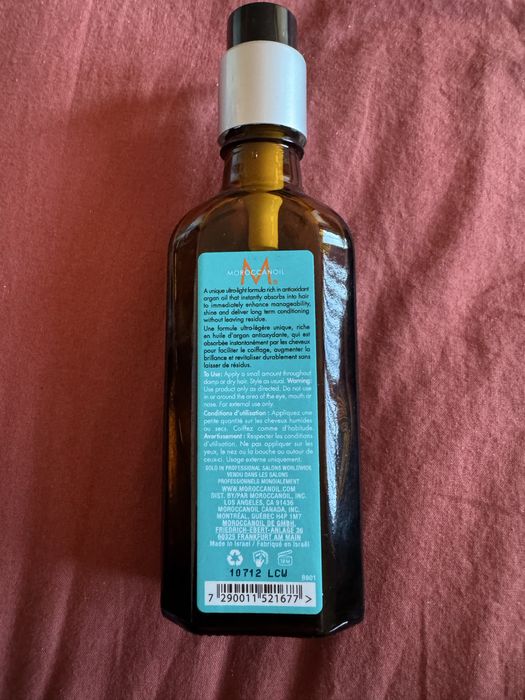 MOROCCANOIL
M
A unique ultra-light formula rich in antioxidant
argan oil that instantly absorbs into hair
to immediately enhance manageability,
shine and deliver long term conditioning
without leaving residue.
Une formule ultra-légère unique, riche
en huile d'argan antioxydante, qui est
absorbée instantanément par les cheveux
pour faciliter le coiffage, augmenter la
brillance et revitaliser durablement sans
laisser de résidus.
To Use: Apply a small amount throughout
damp or dry hair. Style as usual. Warning:
Use product only as directed. Do not use
in or around the area of the eye, mouth or
nose. For external use only.
Conditions d'utilisation : Appliquez une
petite quantité sur les cheveux humides
ou secs. Coiffez comme d'habitude.
Avertissement : Respecter les conditions
d'utilisation. Ne pas appliquer sur les
yeux, le nez ou la bouche ou autour de
ceux-ci. Usage externe uniquement.
SOLD IN PROFESSIONAL SALONS WORLDWIDE
VENDU DANS LES SALONS
PROFESSIONNELS MONDIALEMENT
WWW.MOROCCANOIL.COM
DIST. BY/PAR MOROCCANOIL, INC.
LOS ANGELES, CA 91436
MOROCCANOIL CANADA, INC.
MONTRÉAL, QUÉBEC H4P 1M7
MOROCCANOIL DE GMBH,
FRIEDRICH-EBERT-ANLAGE 36
60325 FRANKFURT AM MAIN
Made in Israel / Fabriqué en Israël
10712 LCW
B901
7 290011 521677 >